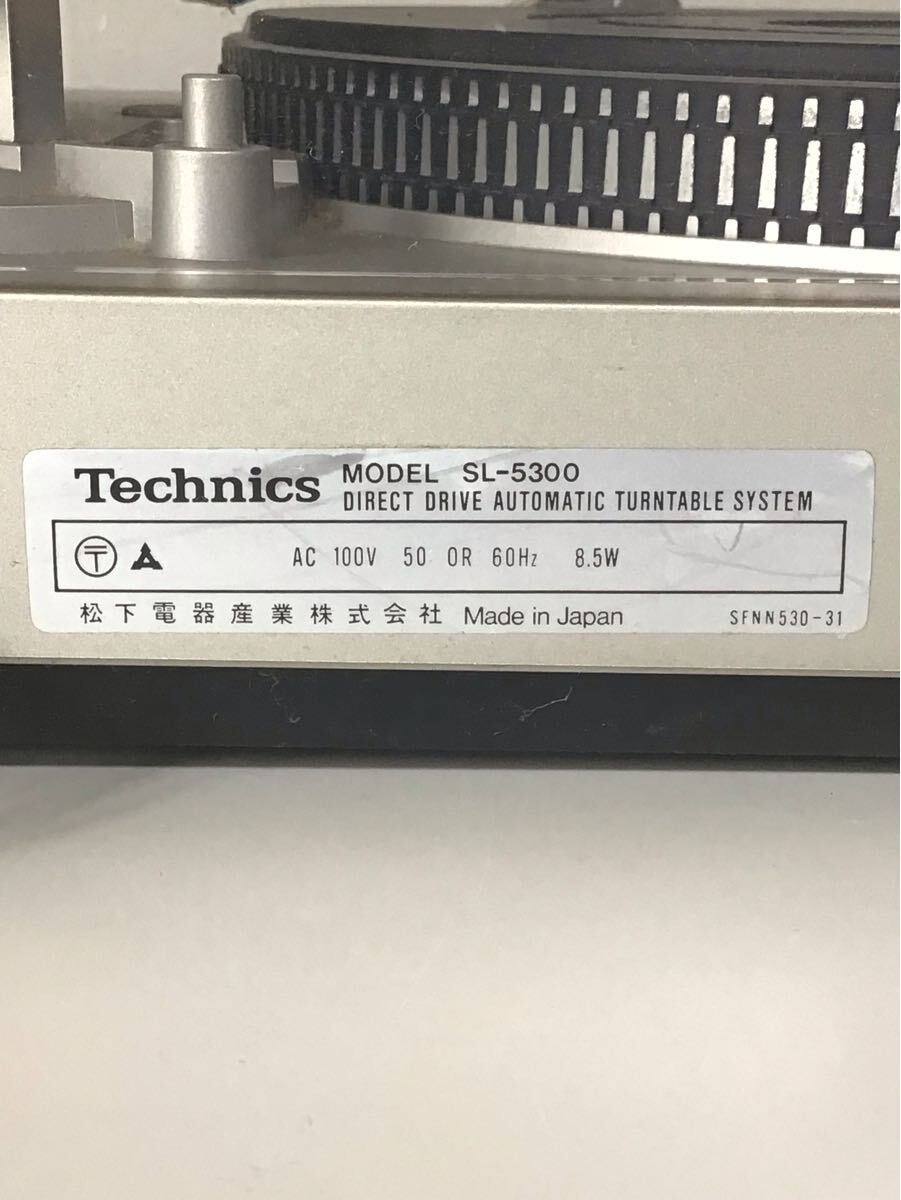 Technics MODEL SL-5300
DIRECT DRIVE AUTOMATIC TURNTABLE SYSTEM
〒 AC 100V 50 OR 60Hz 8.5W
松下電器産業株式会社 Made in Japan SFNN530-31